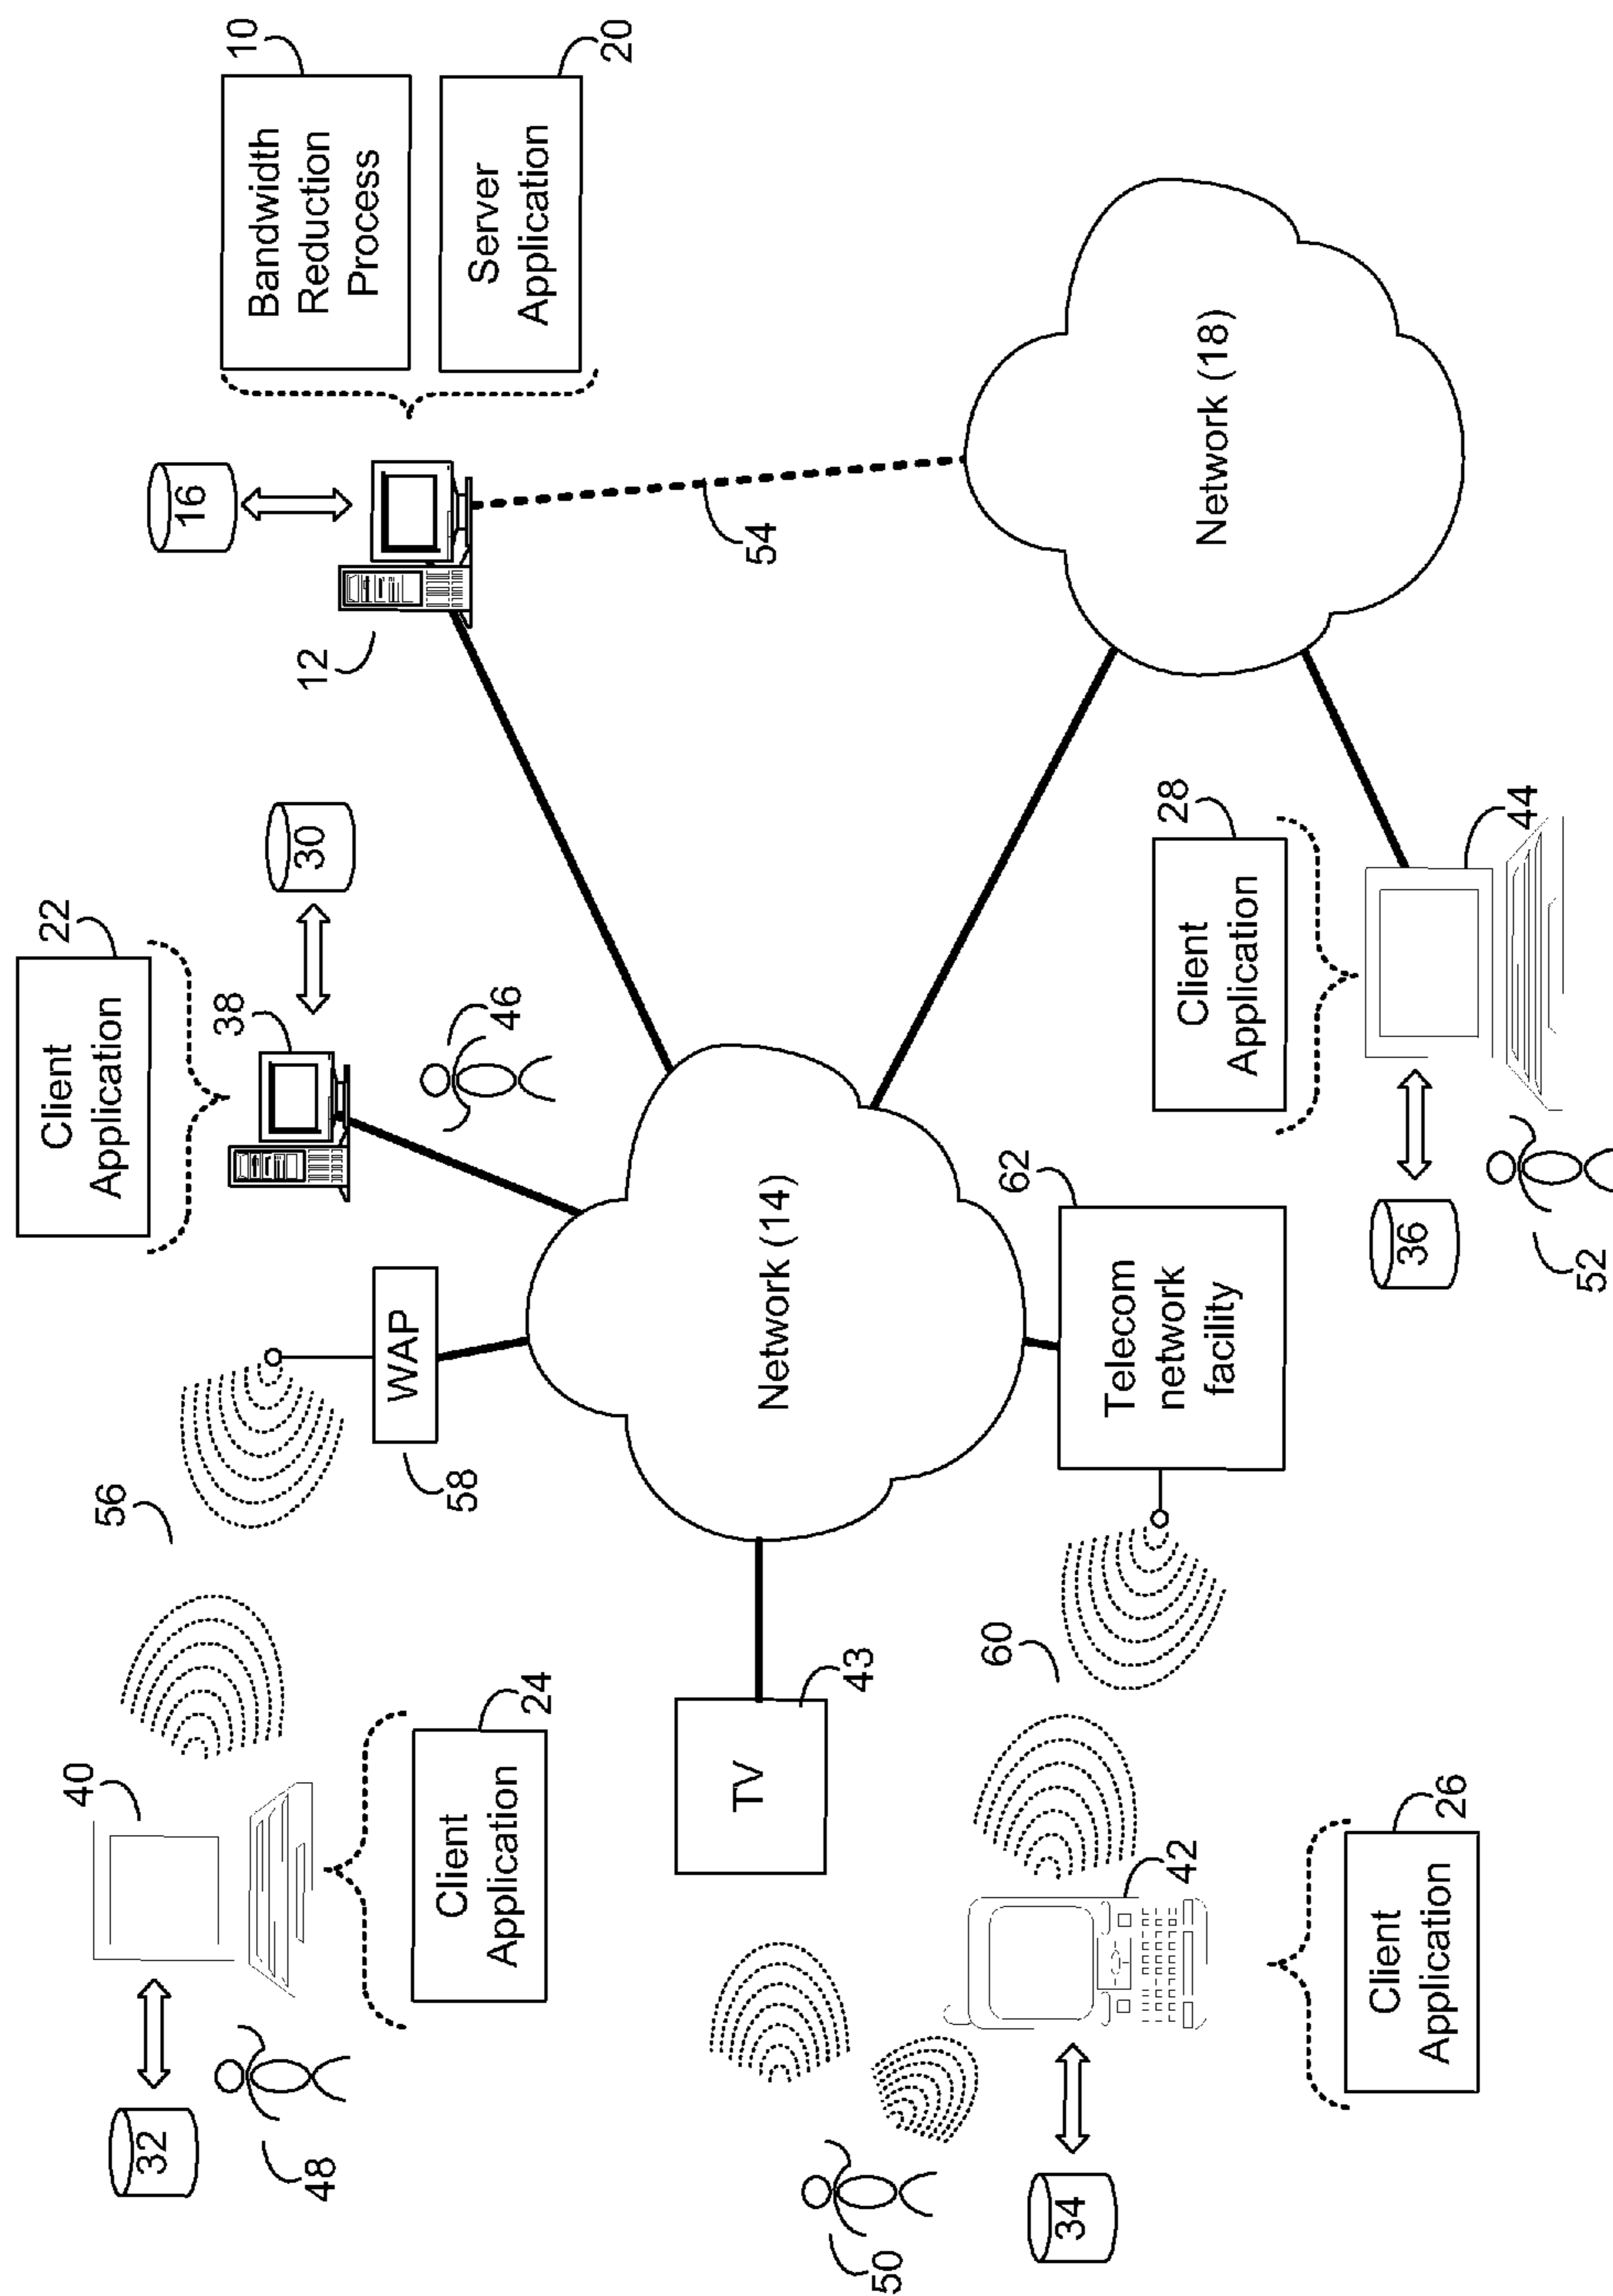 32
48
40
24
Client
Application
56
58
WAP
Client
Application
22
38
30
46
12
16
Bandwidth
Reduction
Process
10
Server
Application
20
54
TV
43
Network (14)
Network (18)
50
34
42
60
Client
Application
26
Telecom
network
facility
62
36
52
Client
Application
28
44